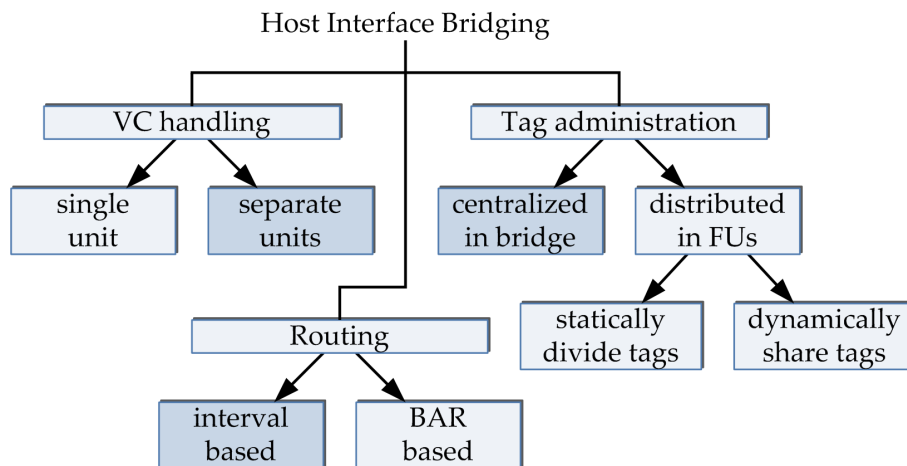 Host Interface Bridging
VC handling
Tag administration
single
unit
separate
units
centralized
in bridge
distributed
in FUs
statically
divide tags
dynamically
share tags
Routing
interval
based
BAR
based